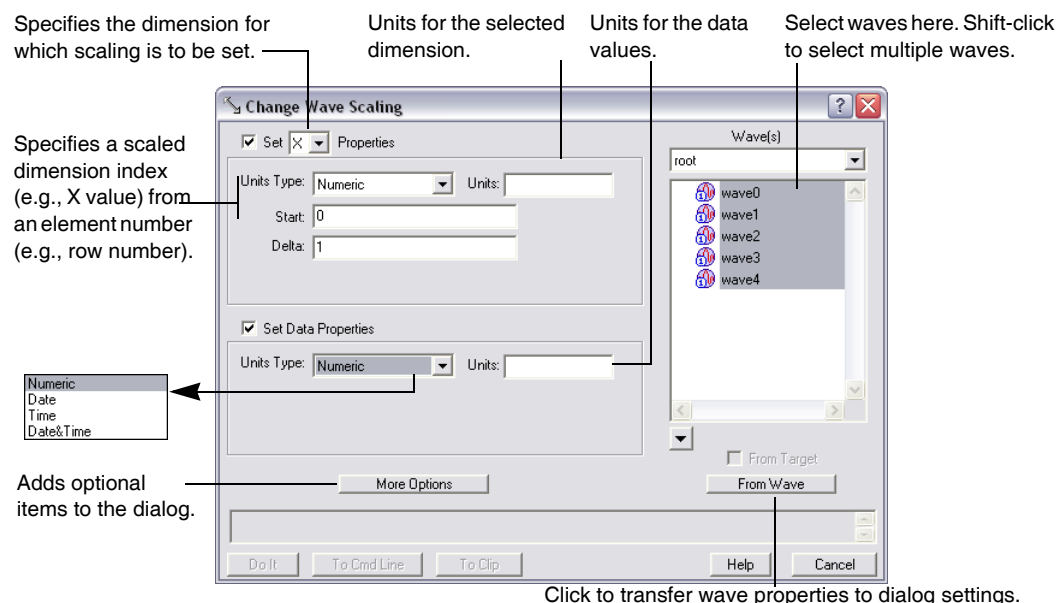 Specifies the dimension for
which scaling is to be set.
Units for the selected
dimension.
Units for the data
values.
Select waves here. Shift-click
to select multiple waves.
Change Wave Scaling
Set X Properties
Wave(s)
root
Specifies a scaled
dimension index
(e.g., X value) from
an element number
(e.g., row number).
Units Type: Numeric Units:
Start: 0
Delta: 1
wave0
wave1
wave2
wave3
wave4
Set Data Properties
Units Type: Numeric Units:
Numeric
Date
Time
Date&Time
From Target
Adds optional
items to the dialog.
More Options
From Wave
Do It To Cmd Line To Clip Help Cancel
Click to transfer wave properties to dialog settings.